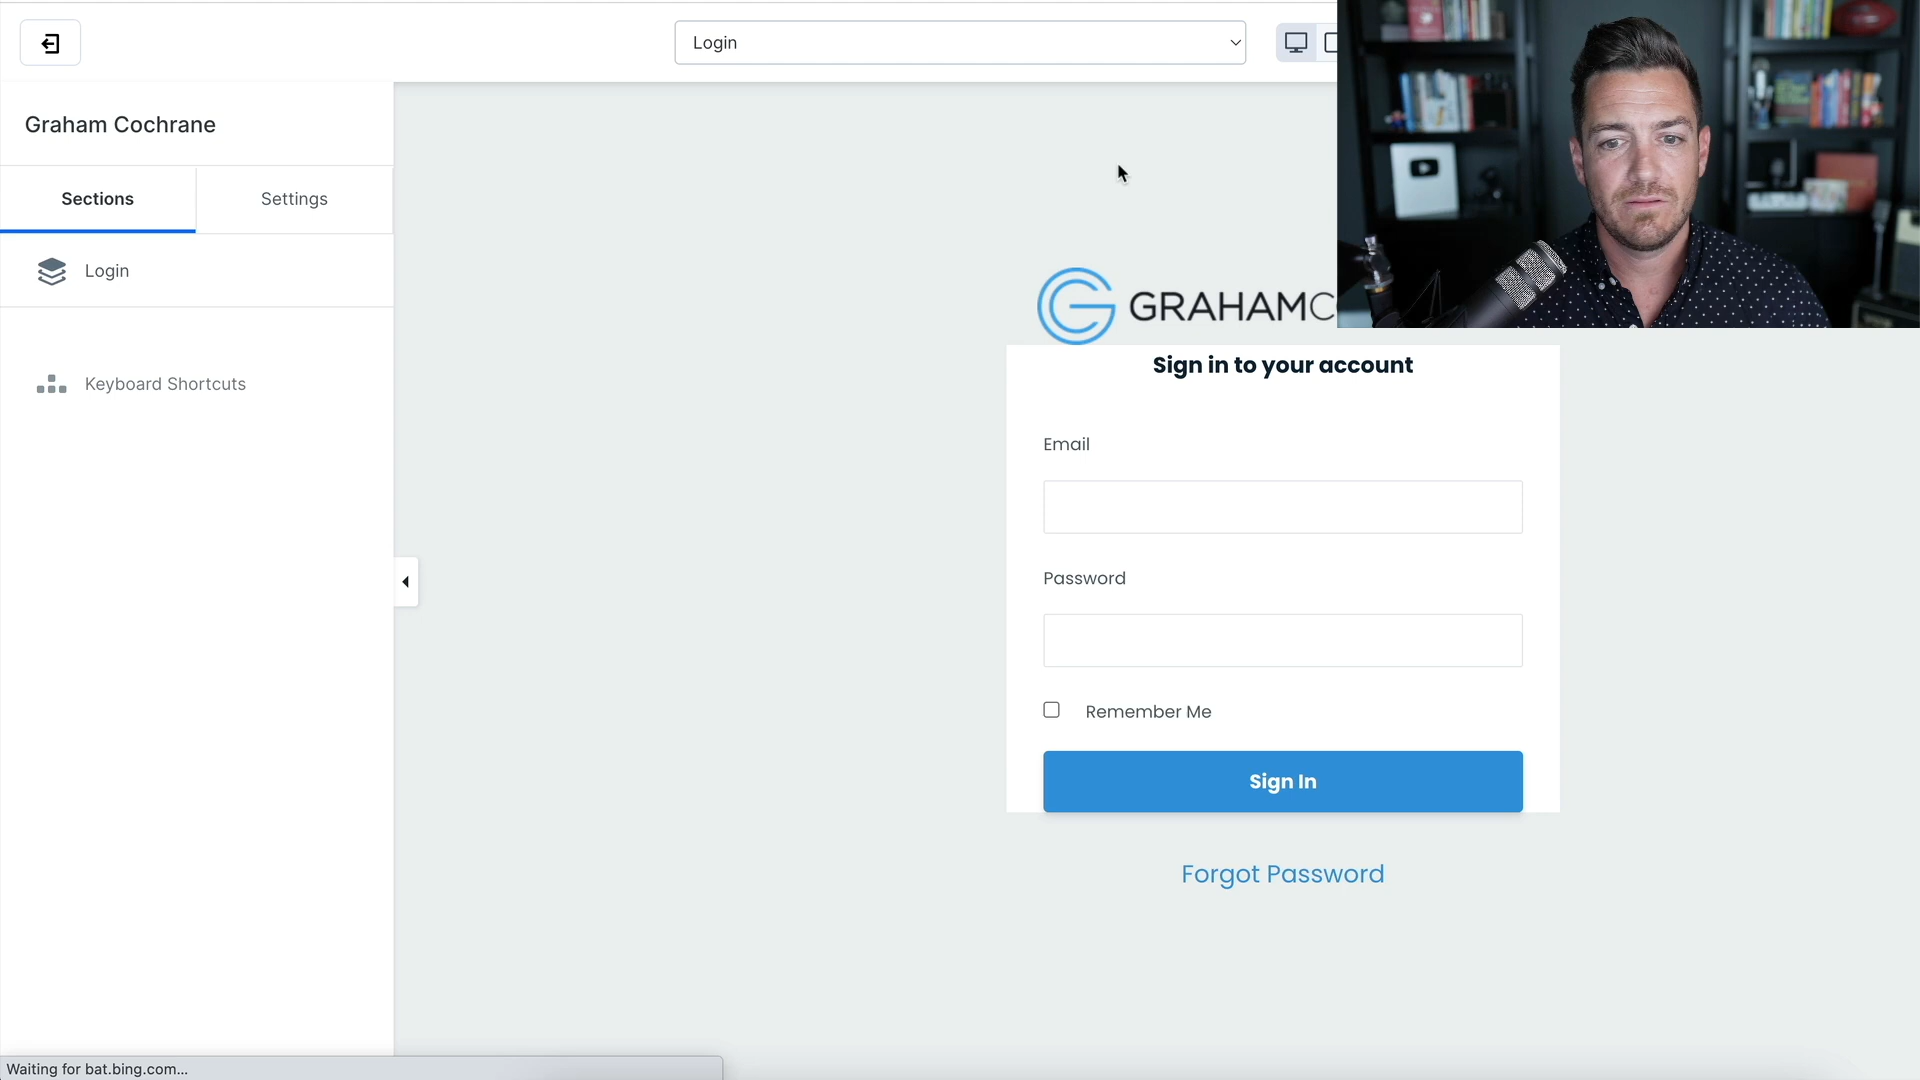 Login
Graham Cochrane
Sections
Settings
Login
Keyboard Shortcuts
GRAHAMC
Sign in to your account
Email
Password
Remember Me
Sign In
Forgot Password
Waiting for bat.bing.com...